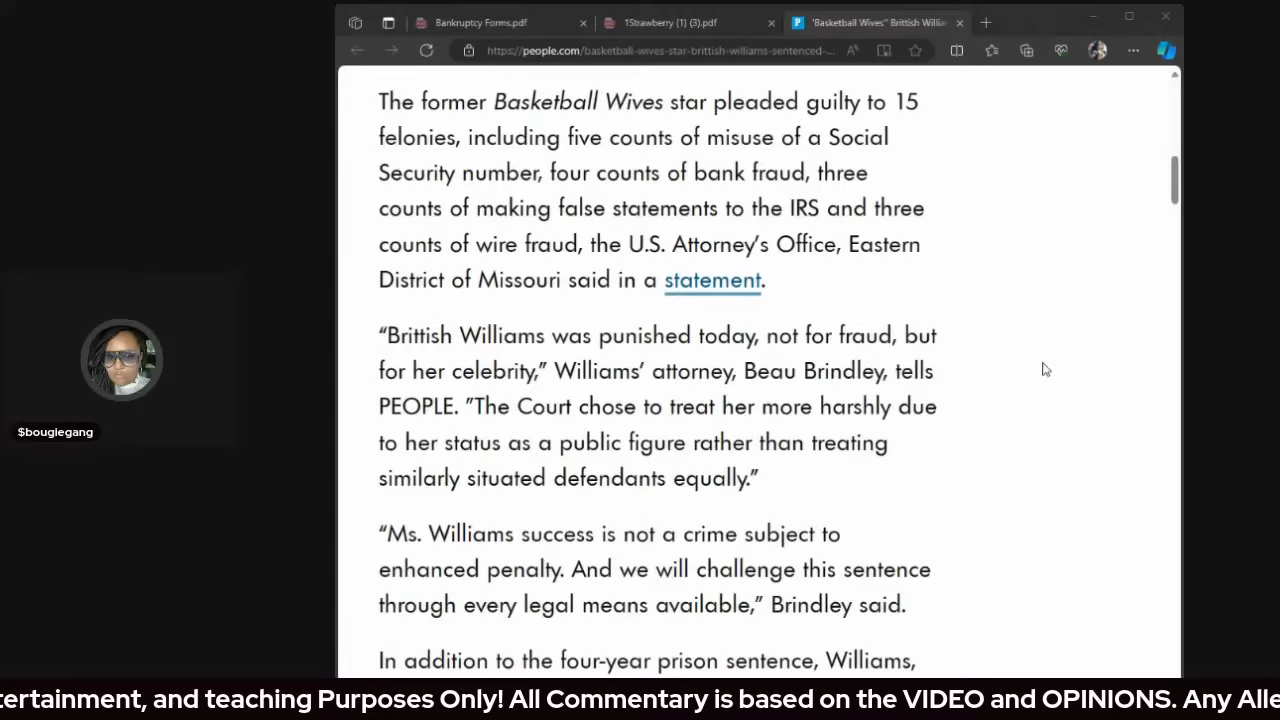 Bankruptcy Forms.pdf
1Strawberry (1) (3).pdf
'Basketball Wives'' Brittish Willia
https://people.com/basketball-wives-star-brittish-williams-sentenced-...
The former Basketball Wives star pleaded guilty to 15
felonies, including five counts of misuse of a Social
Security number, four counts of bank fraud, three
counts of making false statements to the IRS and three
counts of wire fraud, the U.S. Attorney’s Office, Eastern
District of Missouri said in a statement.
“Brittish Williams was punished today, not for fraud, but
for her celebrity,” Williams’ attorney, Beau Brindley, tells
PEOPLE. ”The Court chose to treat her more harshly due
to her status as a public figure rather than treating
similarly situated defendants equally.”
“Ms. Williams success is not a crime subject to
enhanced penalty. And we will challenge this sentence
through every legal means available,” Brindley said.
In addition to the four-year prison sentence, Williams,
$bougiegang
tertainment, and teaching Purposes Only! All Commentary is based on the VIDEO and OPINIONS. Any Alle